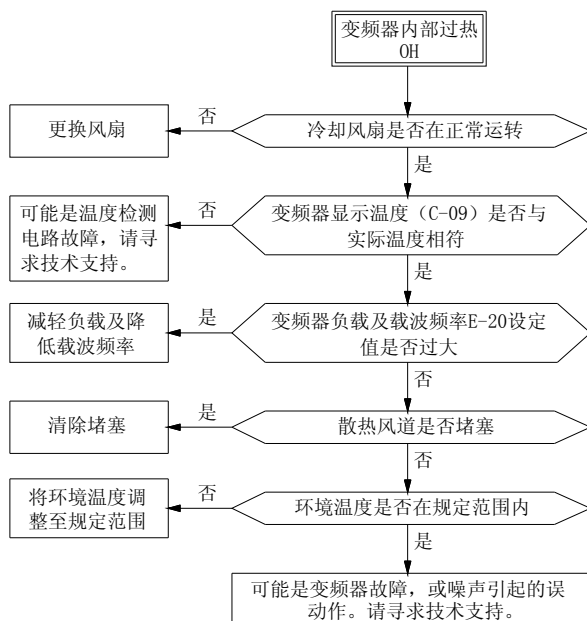 变频器内部过热
OH
更换风扇
否
冷却风扇是否在正常运转
是
可能是温度检测
电路故障，请寻
求技术支持。
否
变频器显示温度（C-09）是否与
实际温度相符
是
减轻负载及降
低载波频率
是
变频器负载及载波频率E-20设定
值是否过大
否
清除堵塞
是
散热风道是否堵塞
否
将环境温度调
整至规定范围
否
环境温度是否在规定范围内
是
可能是变频器故障，或噪声引起的误
动作。请寻求技术支持。